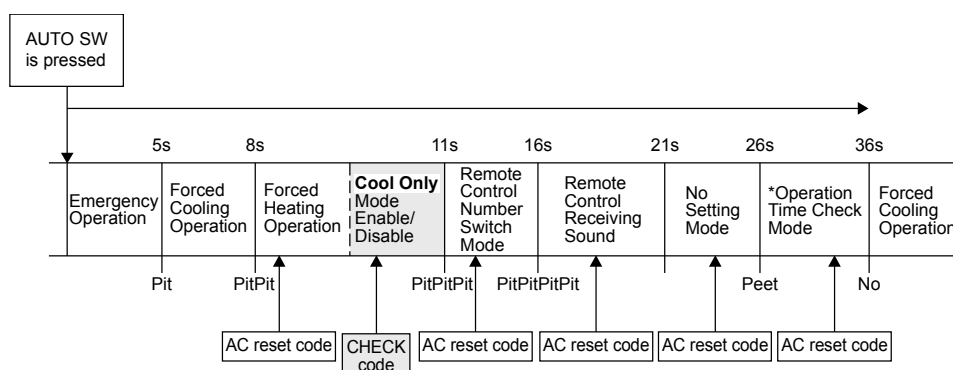 AUTO SW
is pressed
5s
8s
11s
16s
21s
26s
36s
Emergency
Operation
Forced
Cooling
Operation
Forced
Heating
Operation
Cool Only
Mode
Enable/
Disable
Remote
Control
Number
Switch
Mode
Remote
Control
Receiving
Sound
No
Setting
Mode
*Operation
Time Check
Mode
Forced
Cooling
Operation
Pit
PitPit
PitPitPit
PitPitPitPit
Peet
No
AC reset code
CHECK
code
AC reset code
AC reset code
AC reset code
AC reset code